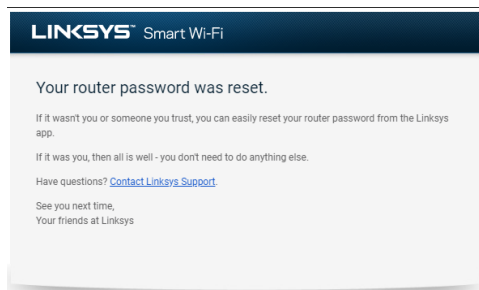 LINKSYS™ Smart Wi-Fi
Your router password was reset.
If it wasn't you or someone you trust, you can easily reset your router password from the Linksys
app.
If it was you, then all is well - you don't need to do anything else.
Have questions? Contact Linksys Support.
See you next time,
Your friends at Linksys